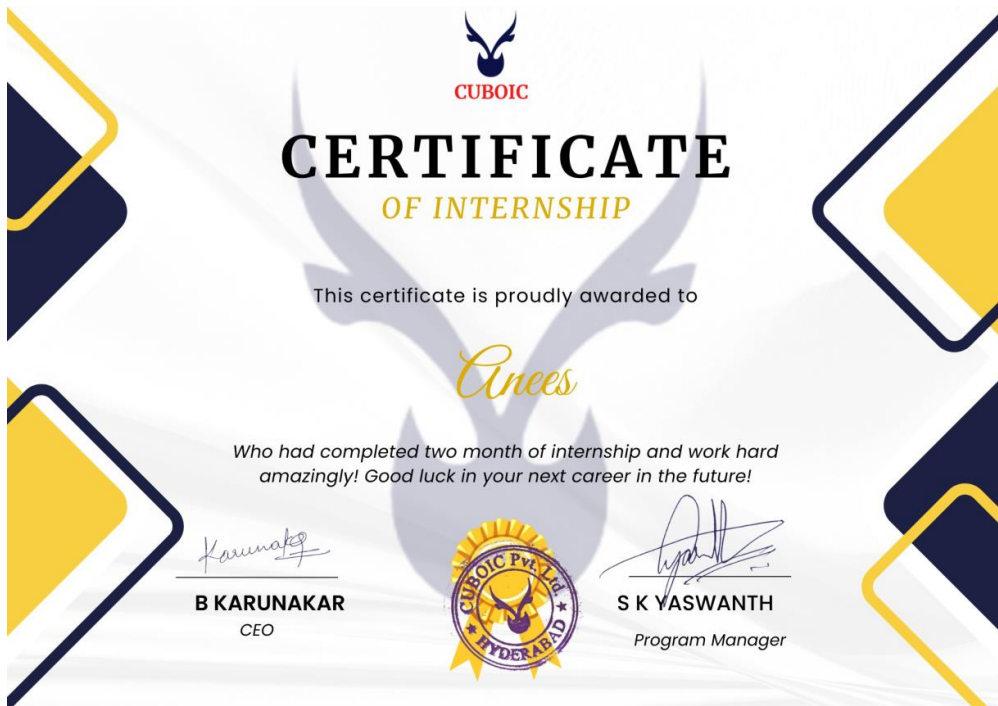 CUBOIC
CERTIFICATE
OF INTERNSHIP
This certificate is proudly awarded to
Anees
Who had completed two month of internship and work hard
amazingly! Good luck in your next career in the future!
Karunakar
B KARUNAKAR
CEO
CUBOIC Pvt. Ltd.
HYDERABAD
S K YASWANTH
Program Manager